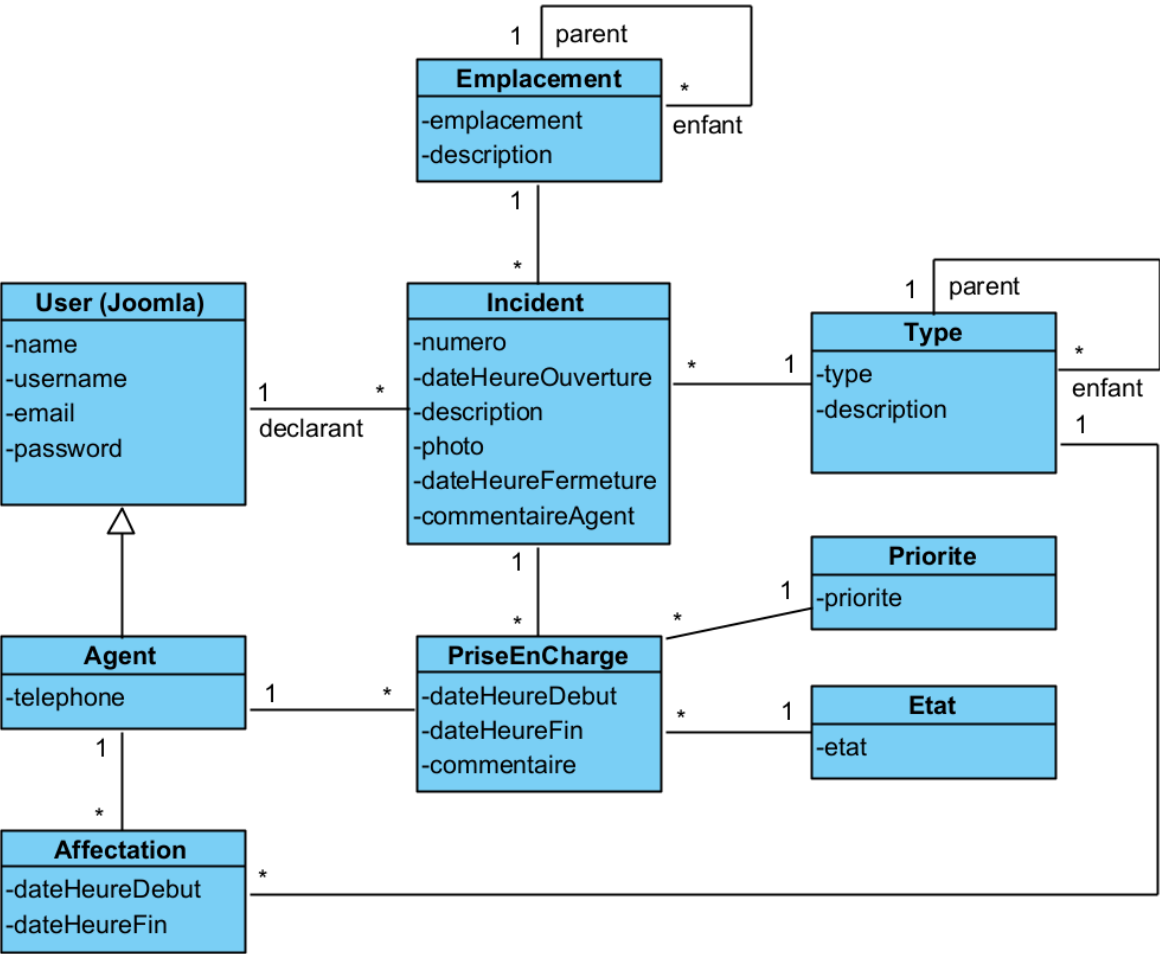 1
parent
Emplacement
-emplacement
-description
*
enfant
1
*
User (Joomla)
-name
-username
-email
-password
1
*
declarant
Incident
-numero
-dateHeureOuverture
-description
-photo
-dateHeureFermeture
-commentaireAgent
*
1
1
parent
Type
-type
-description
*
enfant
1
1
*
Priorite
-priorite
*
1
Agent
-telephone
1
*
PriseEnCharge
-dateHeureDebut
-dateHeureFin
-commentaire
*
1
Etat
-etat
1
*
Affectation
-dateHeureDebut
-dateHeureFin
*